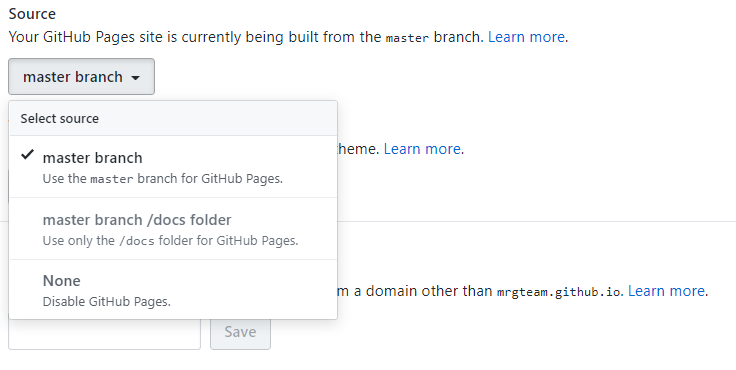 Source
Your GitHub Pages site is currently being built from the master branch. Learn more.
master branch
Select source
master branch
heme. Learn more.
Use the master branch for GitHub Pages.
master branch /docs folder
Use only the /docs folder for GitHub Pages.
None
m a domain other than mrgteam.github.io. Learn more.
Disable GitHub Pages.
Save